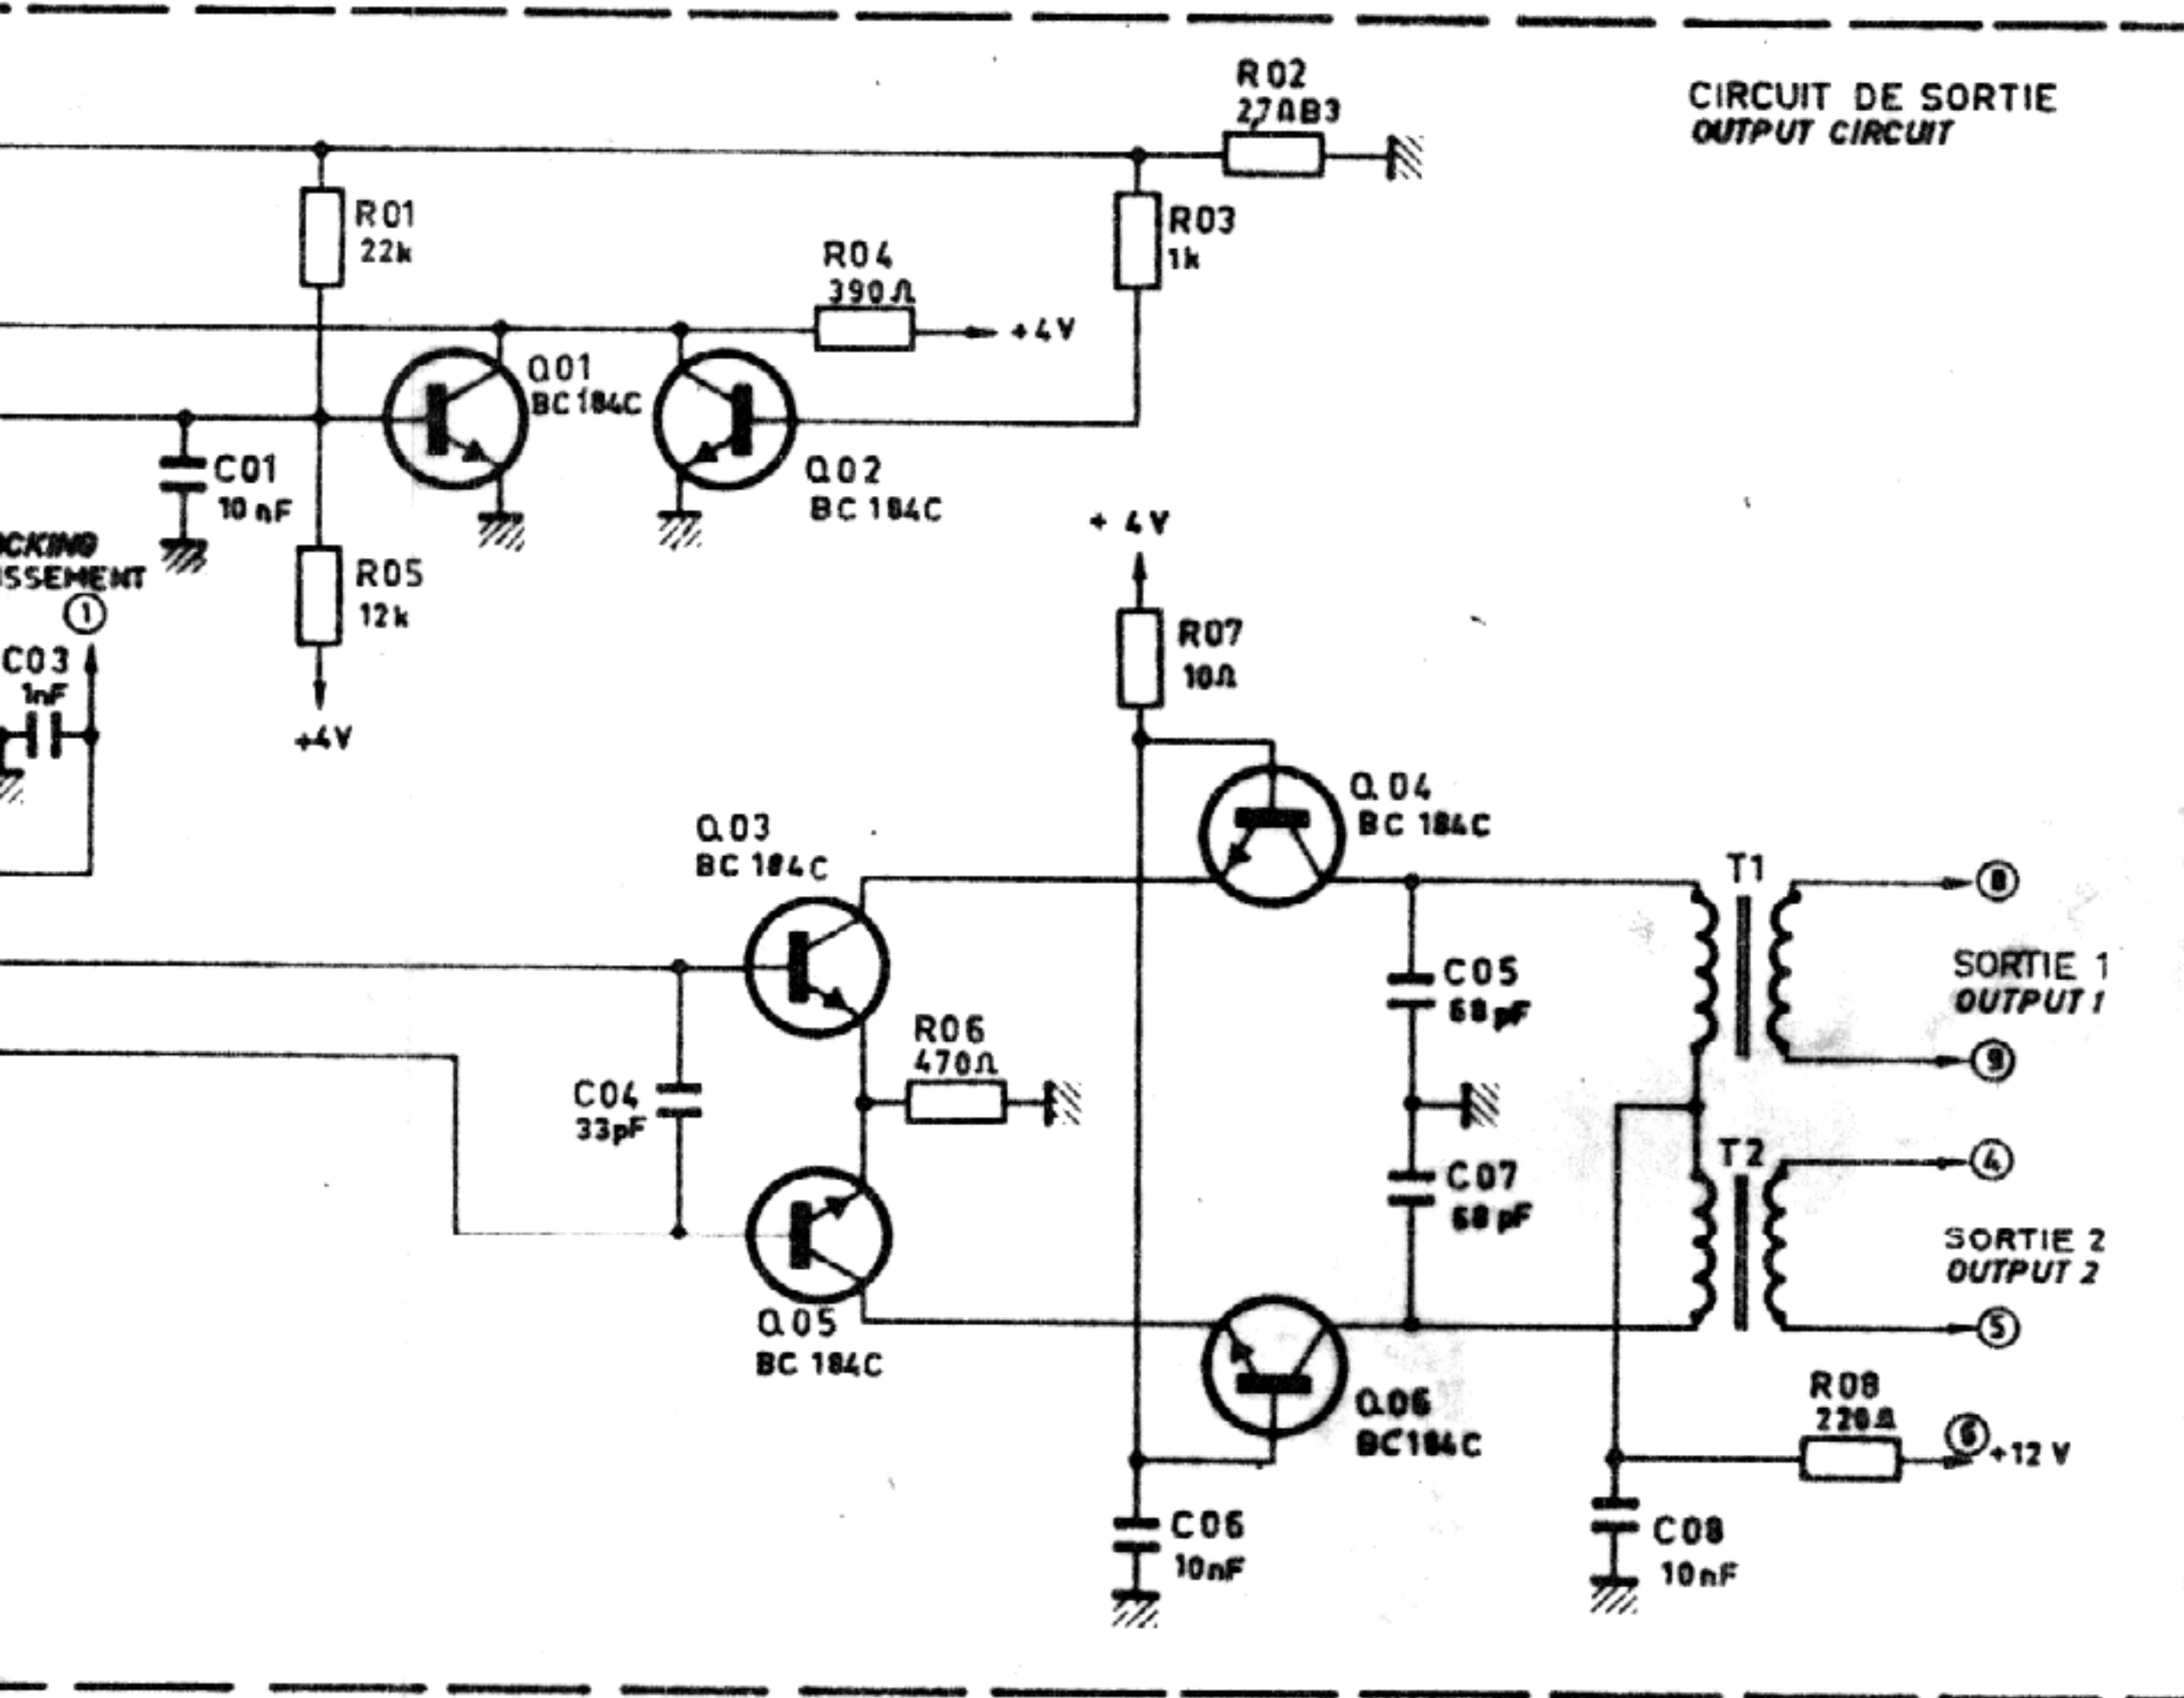 R02
27ΩB3
CIRCUIT DE SORTIE
OUTPUT CIRCUIT
R01
22k
R03
1k
R04
390Ω
+4V
Q01
BC184C
C01
10nF
Q02
BC184C
+4V
OCKING
ISSEMENT
1
R05
12k
C03
1nF
R07
10Ω
+4V
Q03
BC184C
Q04
BC184C
T1
8
SORTIE 1
OUTPUT 1
C05
68pF
9
R06
470Ω
C04
33pF
T2
4
C07
68pF
SORTIE 2
OUTPUT 2
Q05
BC184C
5
R08
220Ω
Q06
BC184C
6
+12V
C06
10nF
C08
10nF